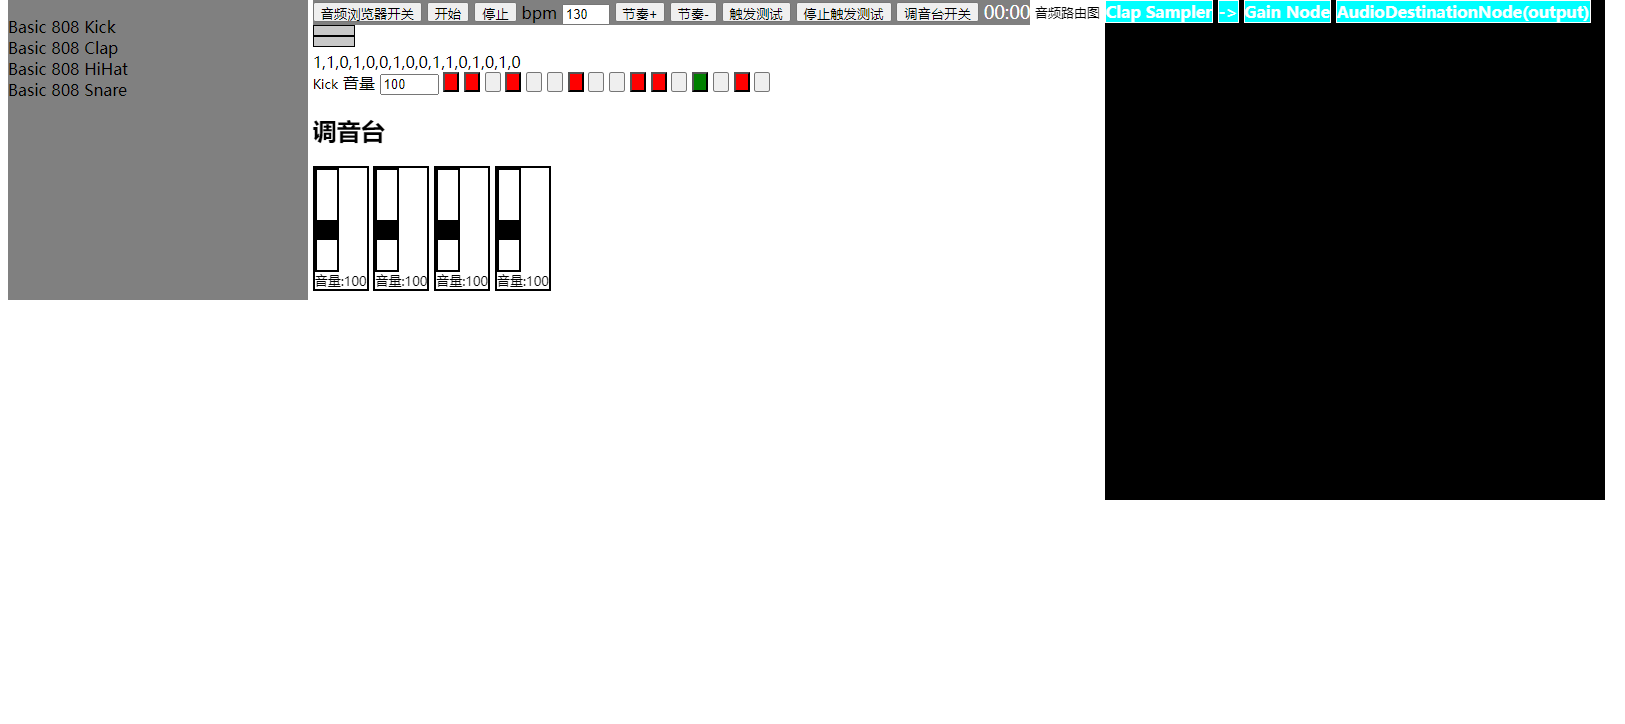 Basic 808 Kick
Basic 808 Clap
Basic 808 HiHat
Basic 808 Snare
音频浏览器开关 开始 停止 bpm 130 节奏+ 节奏- 触发测试 停止触发测试 调音台开关 00:00 音频路由图
1,1,0,1,0,0,1,0,0,1,1,0,1,0,1,0
Kick 音量 100
调音台
音量:100 音量:100 音量:100 音量:100
Clap Sampler -> Gain Node AudioDestinationNode(output)